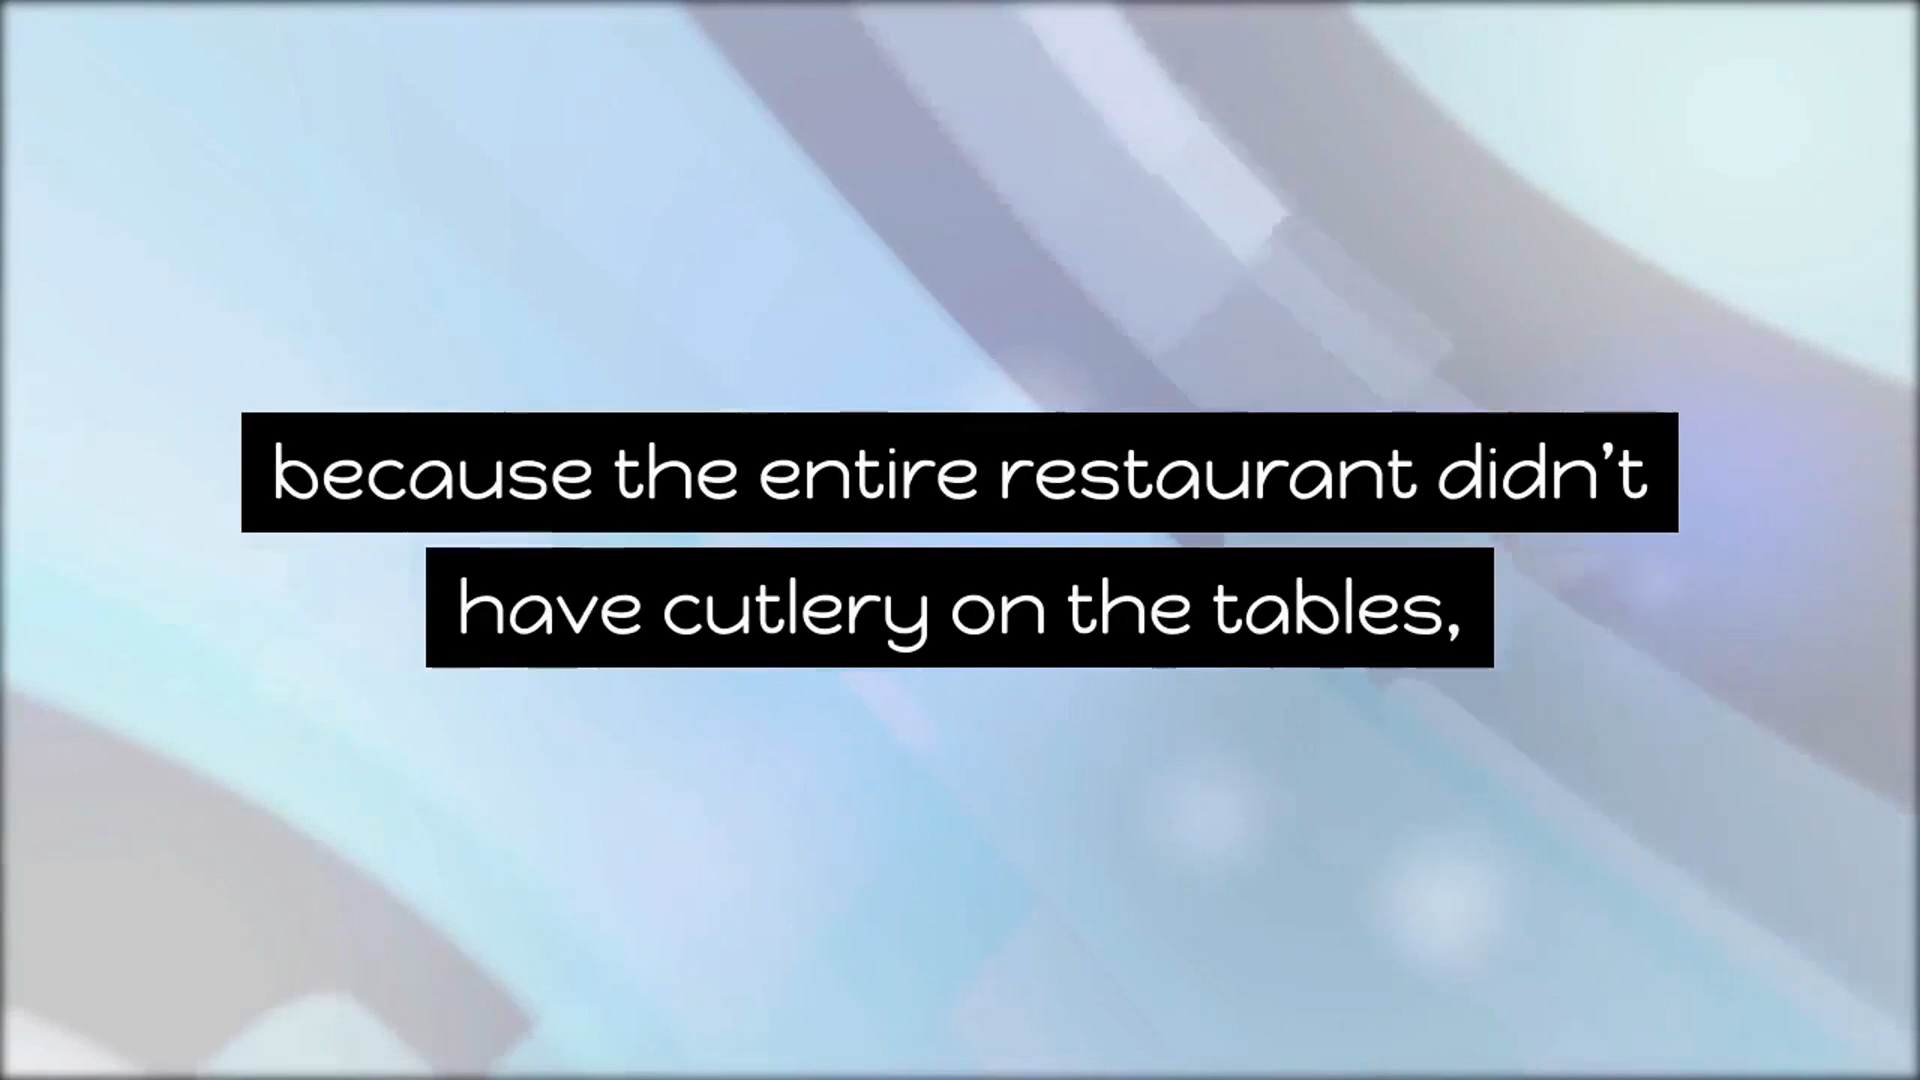 because the entire restaurant didn’t
have cutlery on the tables,